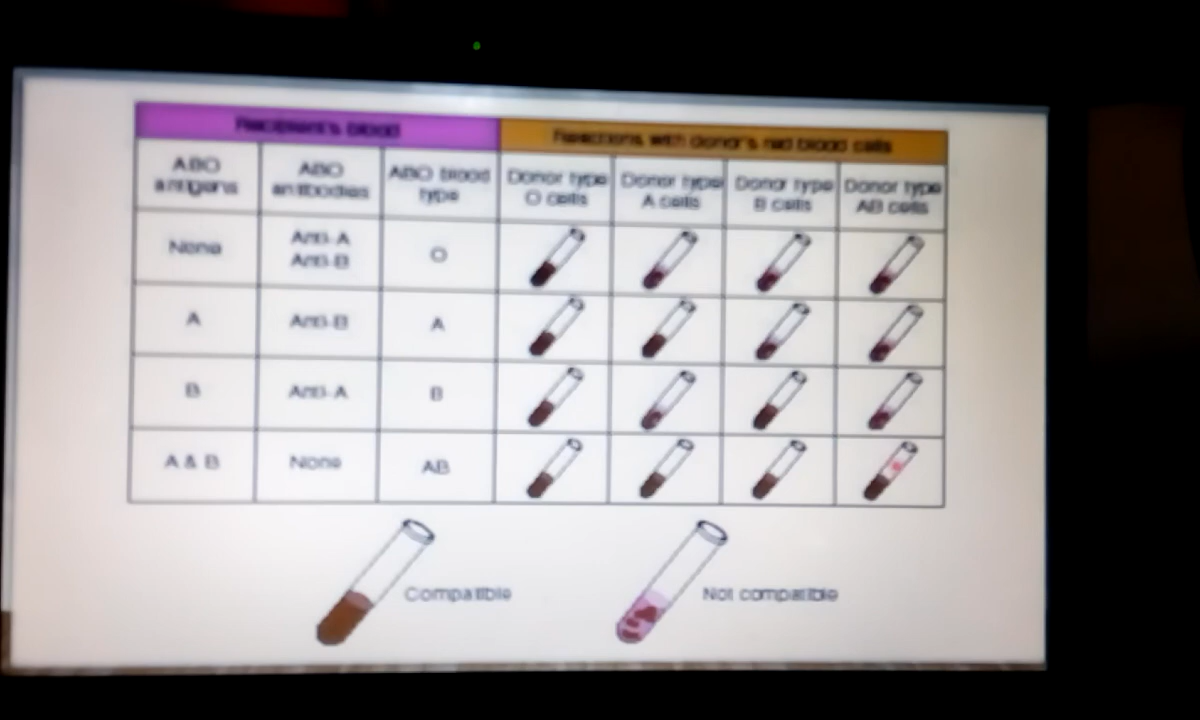 Recipient's blood
Reactions with donor's red blood cells
ABO antigens
ABO antibodies
ABO blood type
Donor type O cells
Donor type A cells
Donor type B cells
Donor type AB cells
None
Anti-A
Anti-B
O
A
Anti-B
A
B
Anti-A
B
A & B
None
AB
Compatible
Not compatible